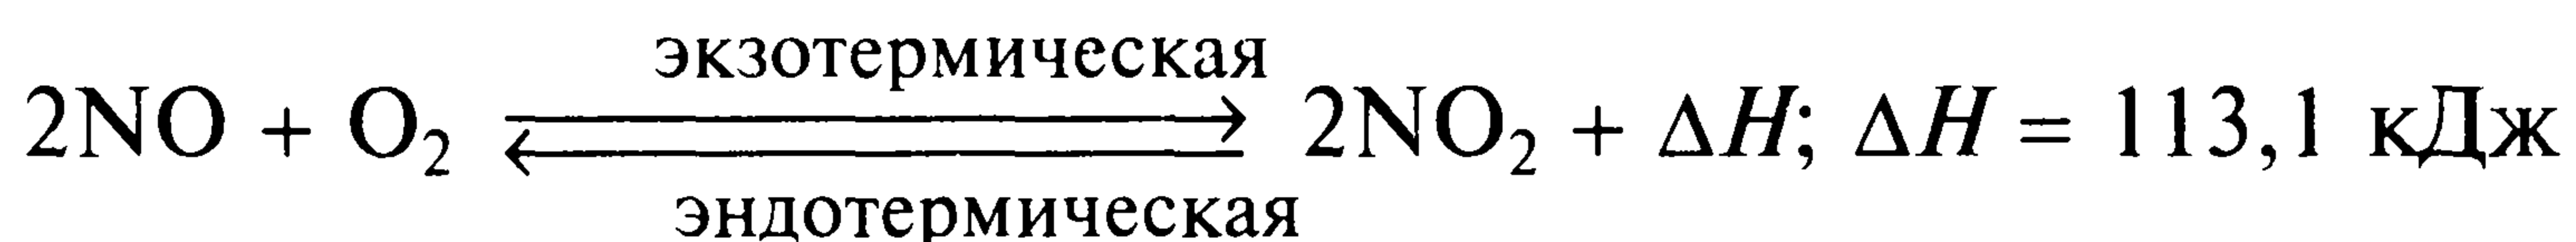 экзотермическая
2NO + O₂ ⇄ 2NO₂ + ΔH; ΔH = 113,1 кДж
эндотермическая